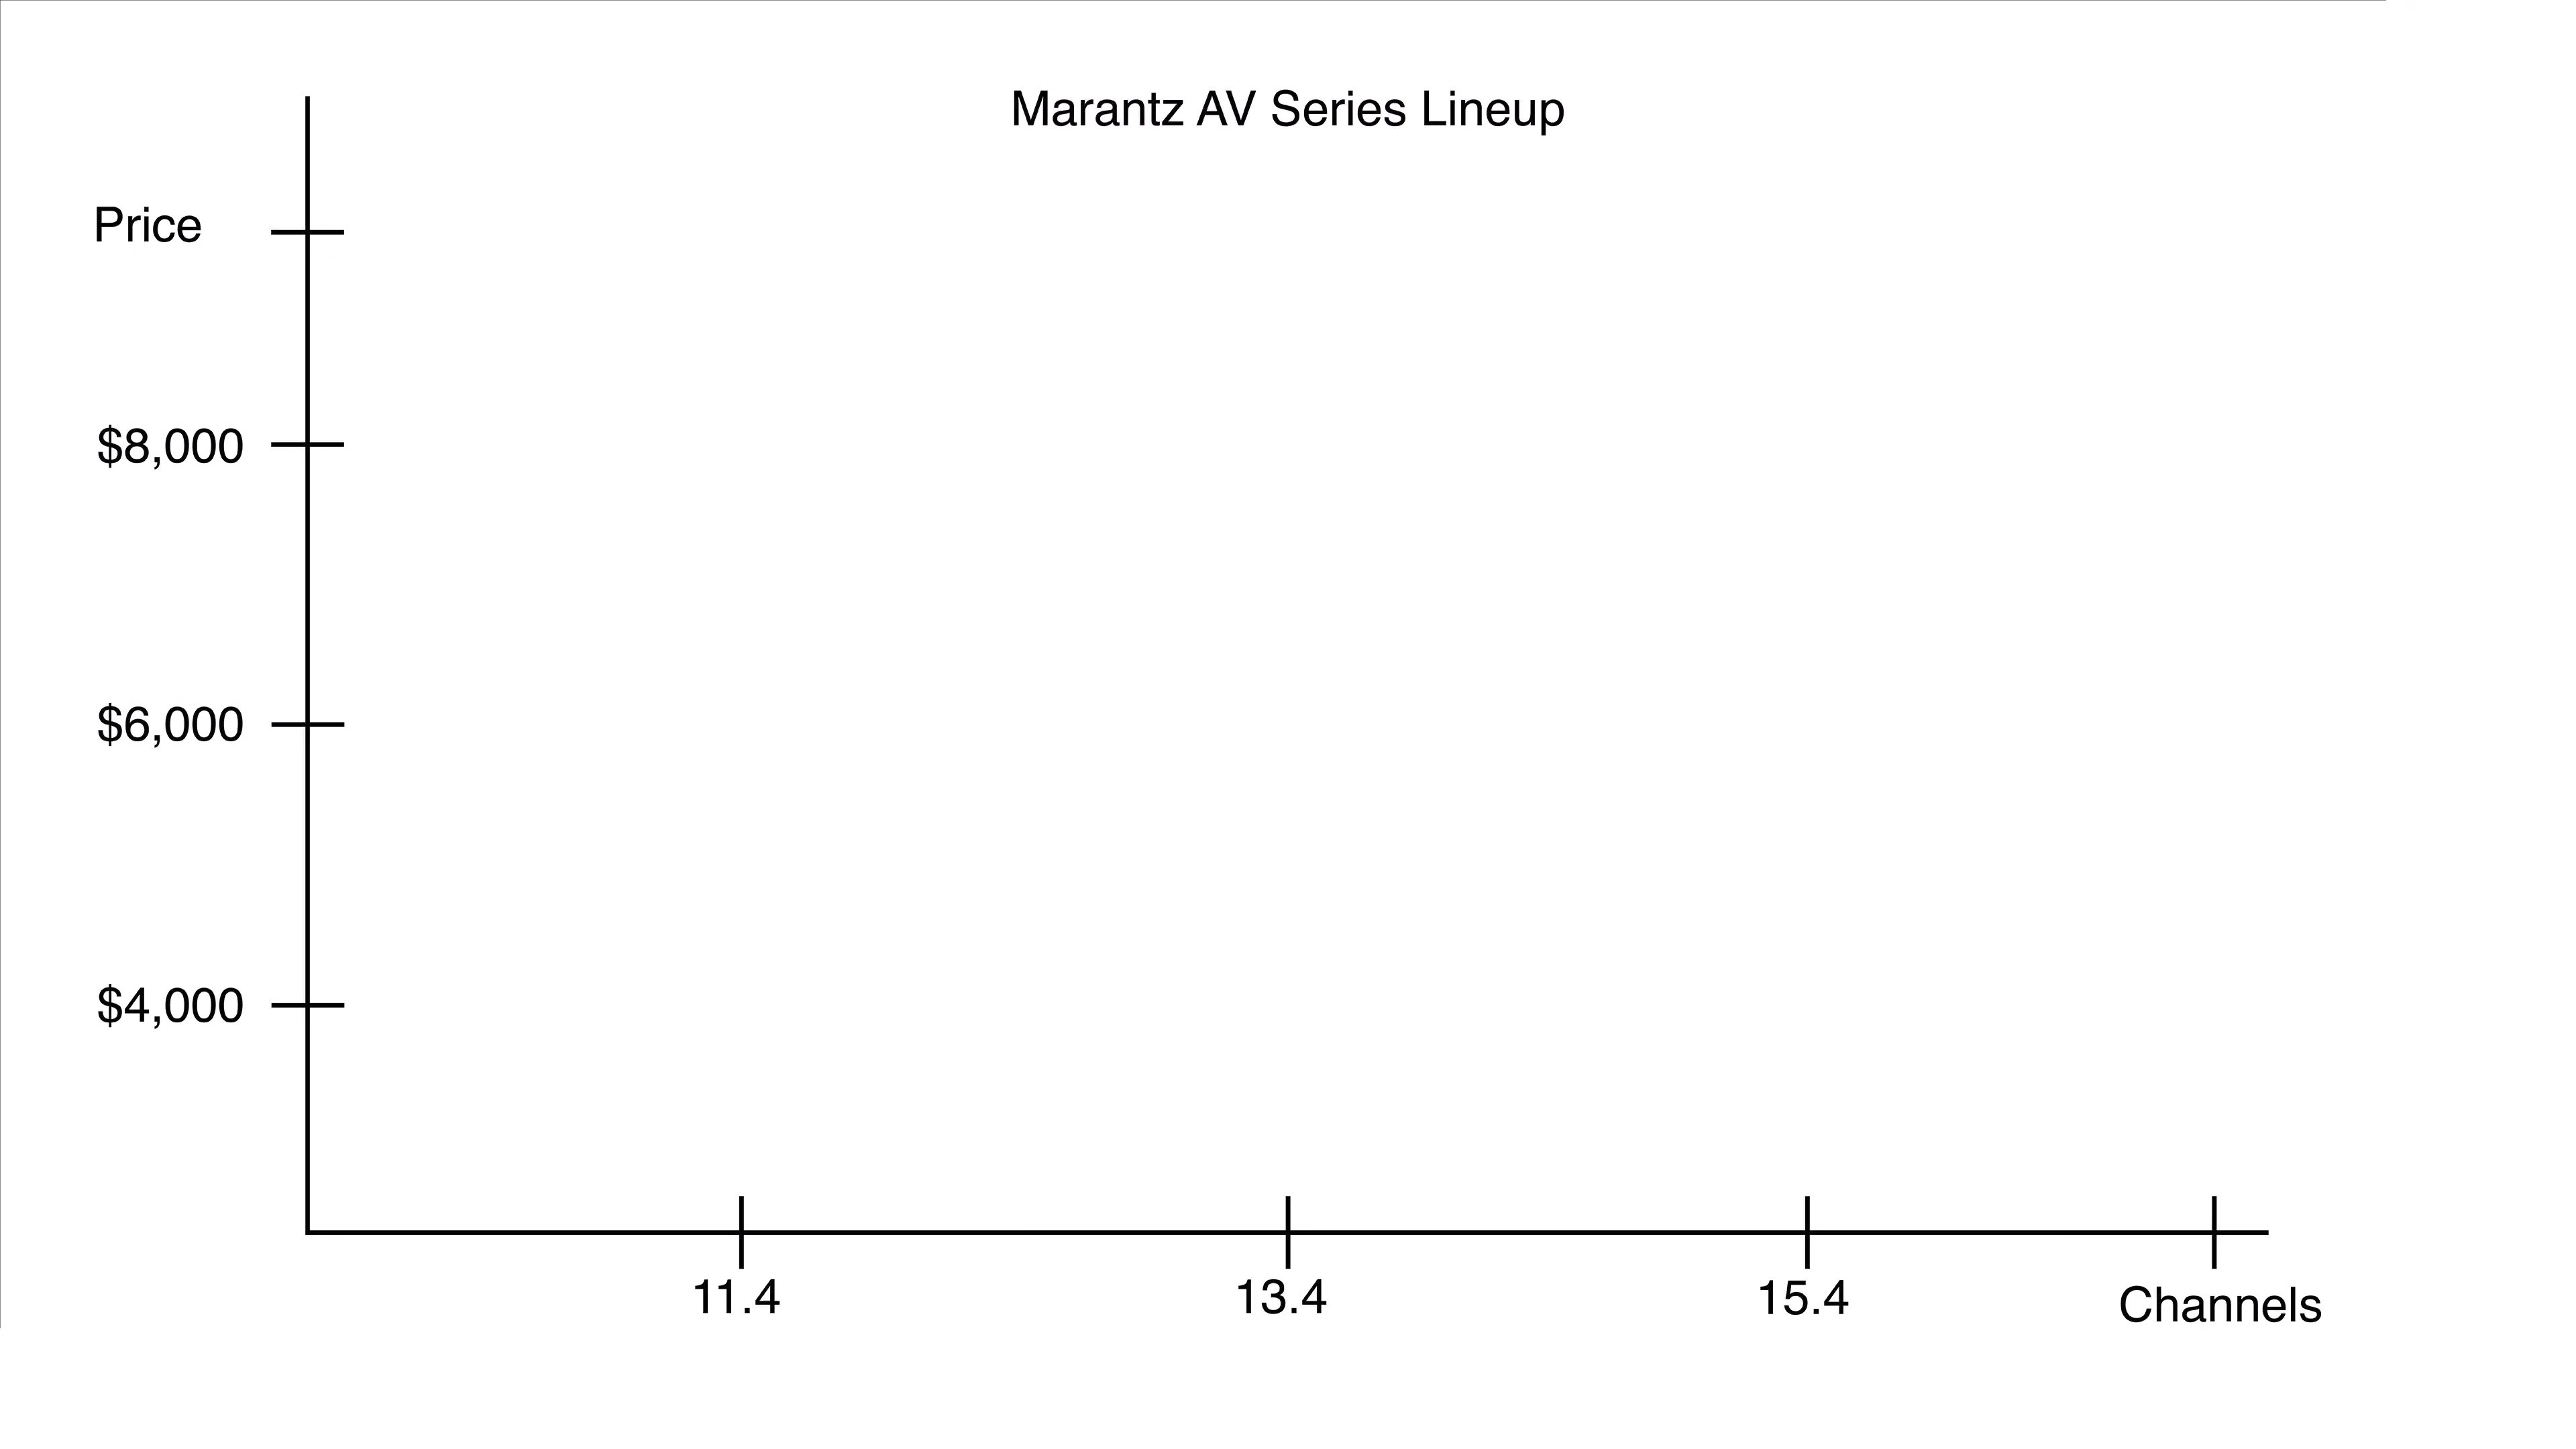 Marantz AV Series Lineup
Price
$8,000
$6,000
$4,000
11.4
13.4
15.4
Channels